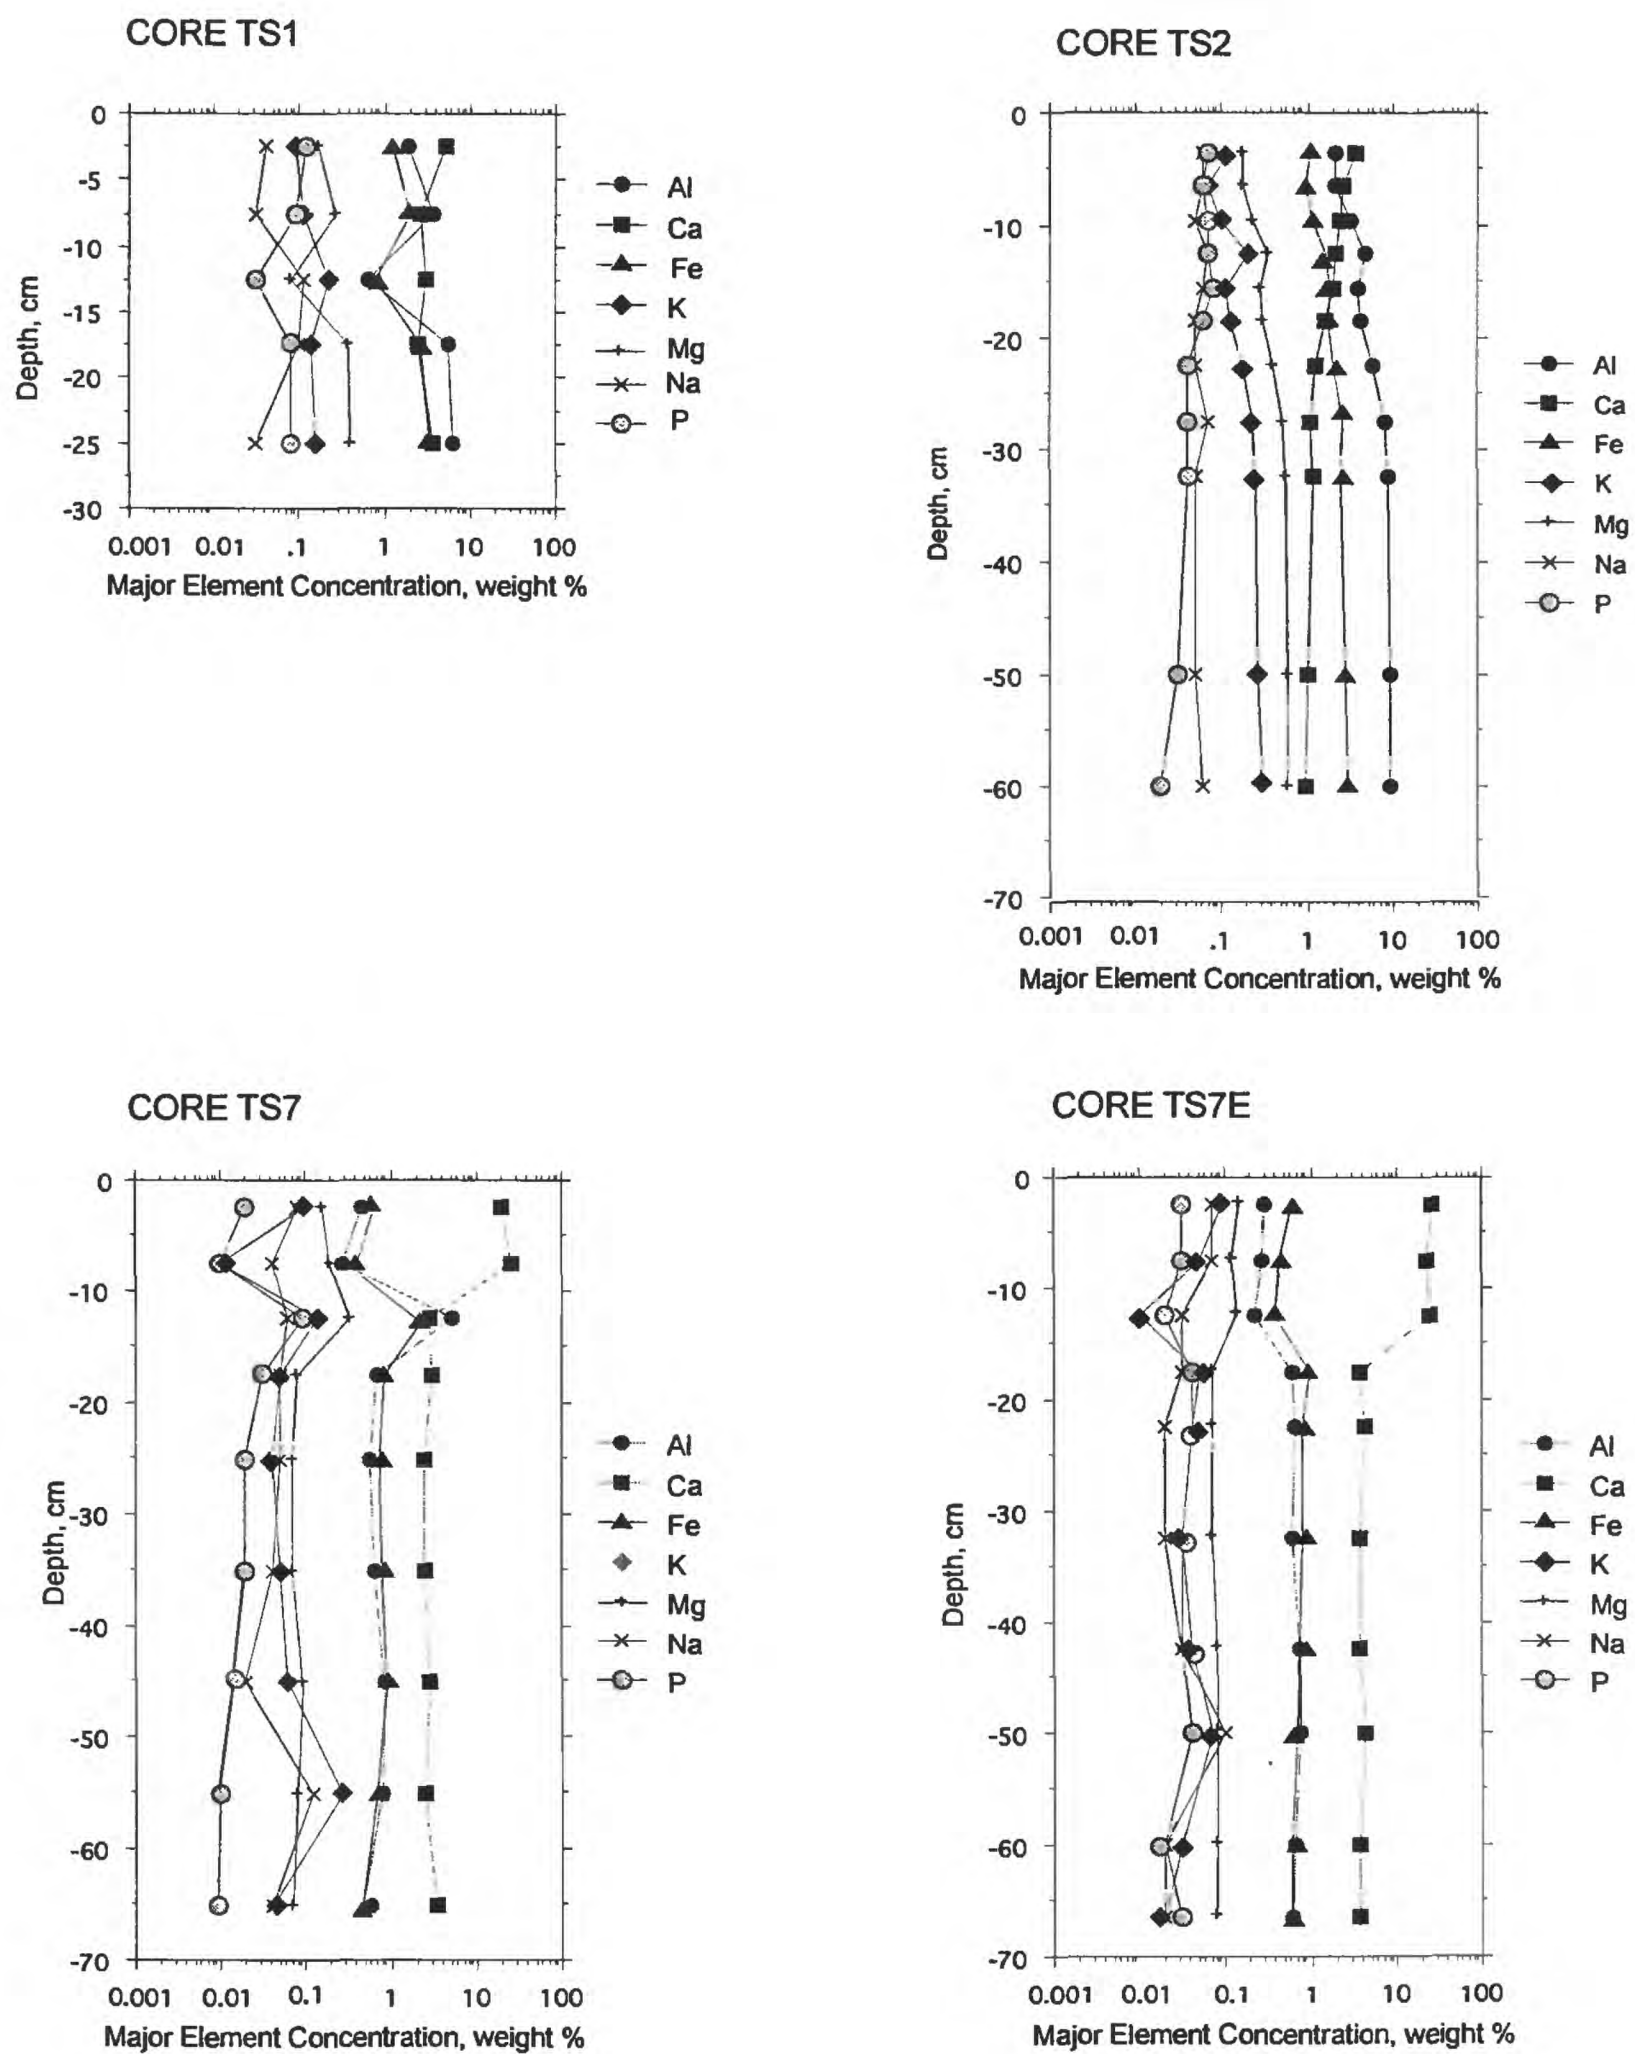 CORE TS1
0
-5
-10
-15
-20
-25
-30
Depth, cm
0.001 0.01 .1 1 10 100
Major Element Concentration, weight %
Al
Ca
Fe
K
Mg
Na
P
CORE TS2
0
-10
-20
-30
-40
-50
-60
-70
Depth, cm
0.001 0.01 .1 1 10 100
Major Element Concentration, weight %
Al
Ca
Fe
K
Mg
Na
P
CORE TS7
0
-10
-20
-30
-40
-50
-60
-70
Depth, cm
0.001 0.01 0.1 1 10 100
Major Element Concentration, weight %
Al
Ca
Fe
K
Mg
Na
P
CORE TS7E
0
-10
-20
-30
-40
-50
-60
-70
Depth, cm
0.001 0.01 0.1 1 10 100
Major Element Concentration, weight %
Al
Ca
Fe
K
Mg
Na
P